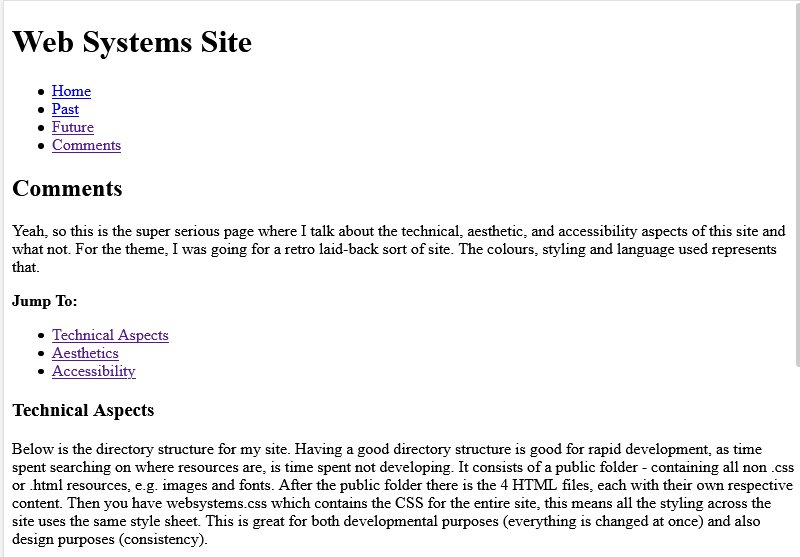 Web Systems Site
Home
Past
Future
Comments
Comments
Yeah, so this is the super serious page where I talk about the technical, aesthetic, and accessibility aspects of this site and
what not. For the theme, I was going for a retro laid-back sort of site. The colours, styling and language used represents
that.
Jump To:
Technical Aspects
Aesthetics
Accessibility
Technical Aspects
Below is the directory structure for my site. Having a good directory structure is good for rapid development, as time
spent searching on where resources are, is time spent not developing. It consists of a public folder - containing all non .css
or .html resources, e.g. images and fonts. After the public folder there is the 4 HTML files, each with their own respective
content. Then you have websystems.css which contains the CSS for the entire site, this means all the styling across the
site uses the same style sheet. This is great for both developmental purposes (everything is changed at once) and also
design purposes (consistency).